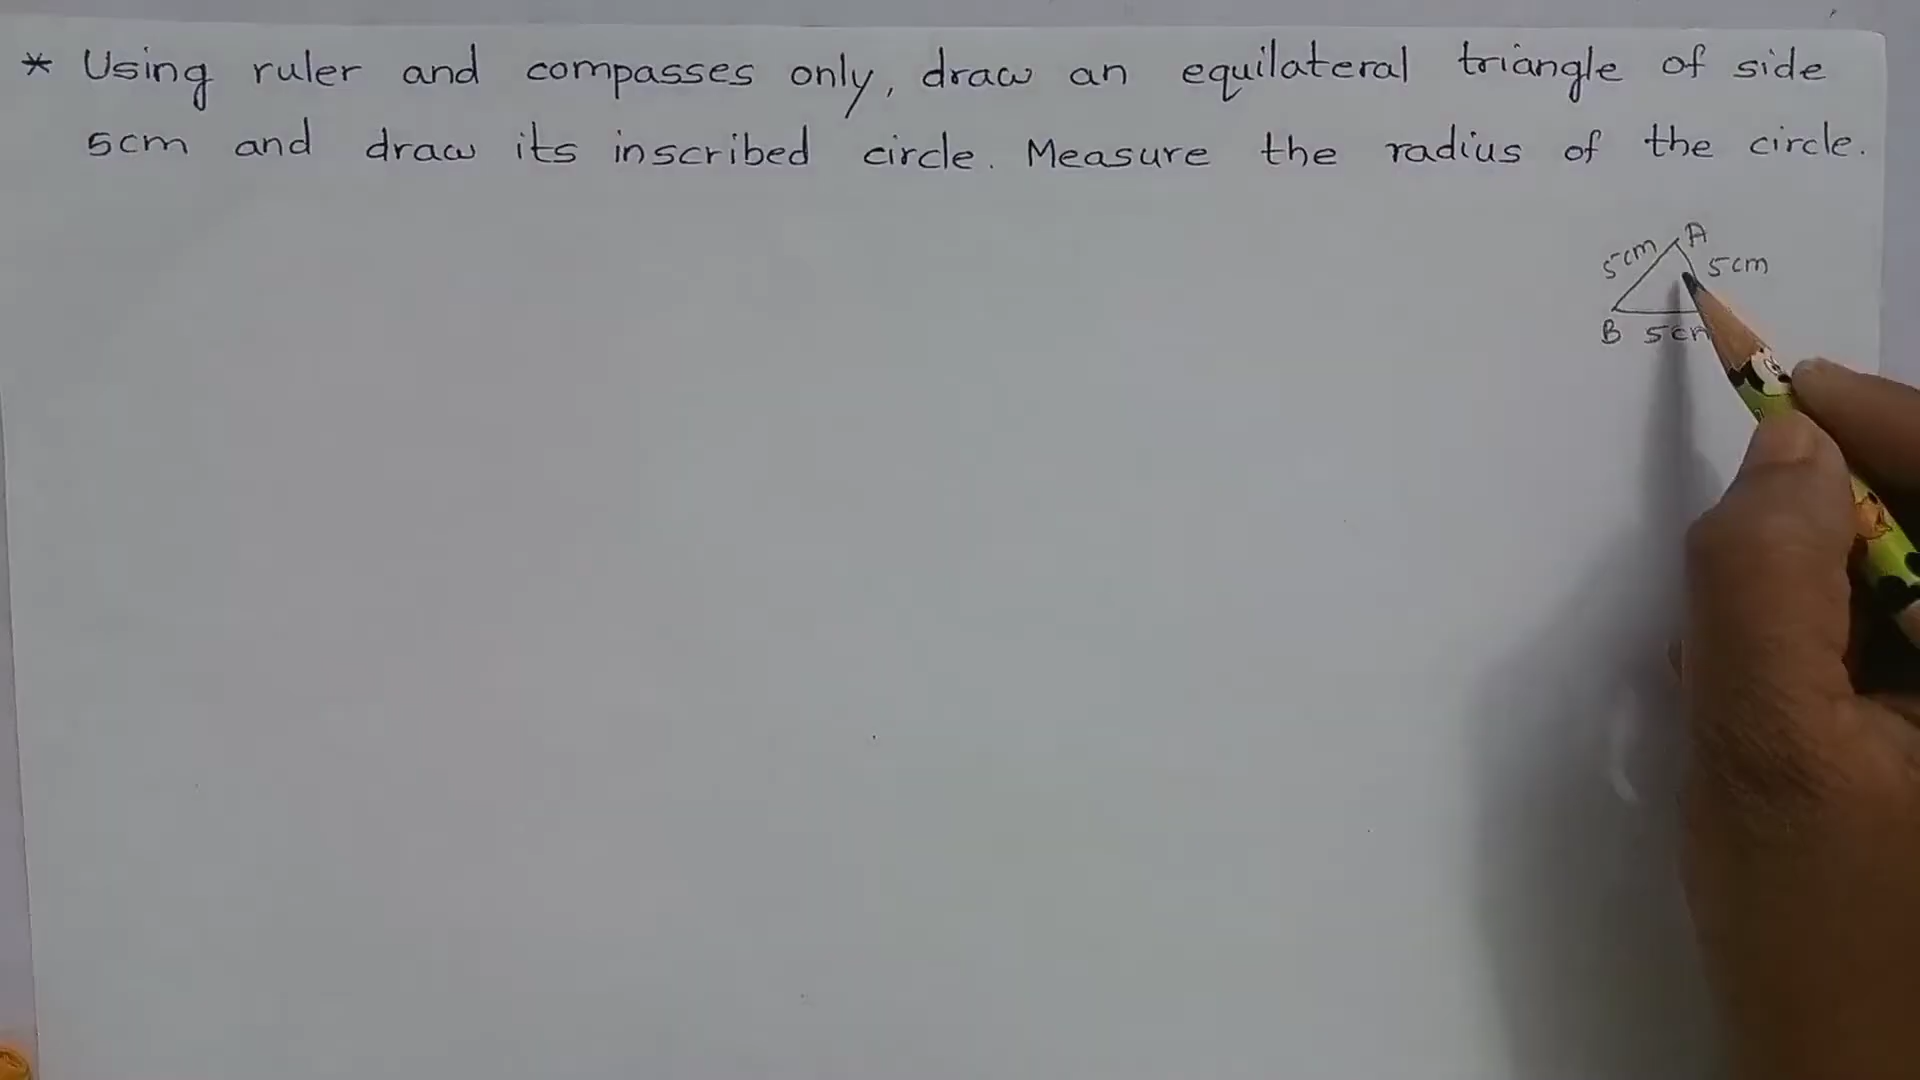 * Using ruler and compasses only, draw an equilateral triangle of side
5cm and draw its inscribed circle. Measure the radius of the circle.
A
5cm
5cm
B